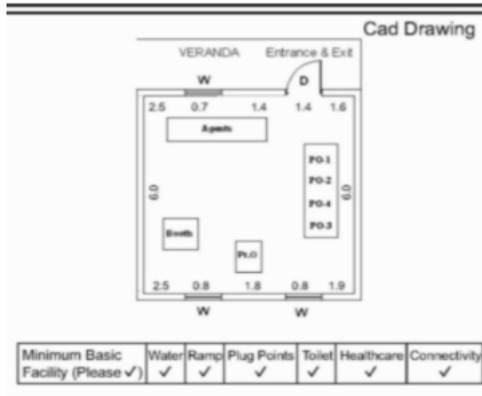 Cad Drawing
VERANDA Entrance & Exit
W D
2.5 0.7 1.4 1.4 1.6
Agents
PO-1
PO-2
6.0 6.0
PO-4
PO-3
Booth
Pr.O
2.5 0.8 1.8 0.8 1.9
W W
Minimum Basic Facility (Please ✓) Water Ramp Plug Points Toilet Healthcare Connectivity
✓ ✓ ✓ ✓ ✓ ✓